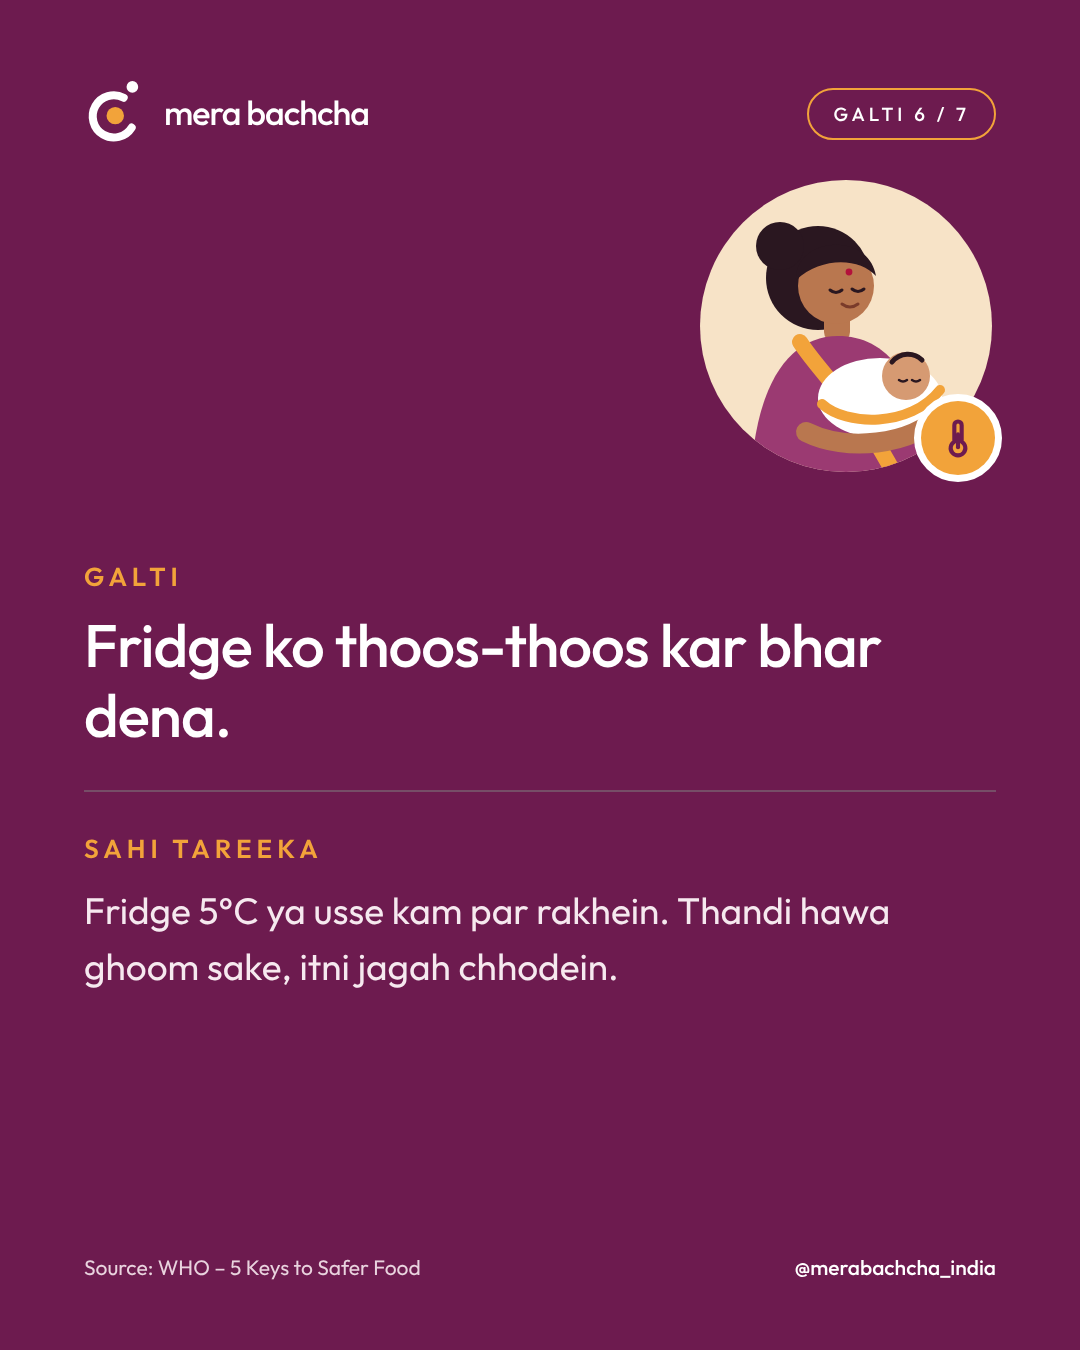 mera bachcha
GALTI 6 / 7
GALTI
Fridge ko thoos-thoos kar bhar
dena.
SAHI TAREEKA
Fridge 5°C ya usse kam par rakhein. Thandi hawa
ghoom sake, itni jagah chhodein.
Source: WHO – 5 Keys to Safer Food
@merabachcha_india